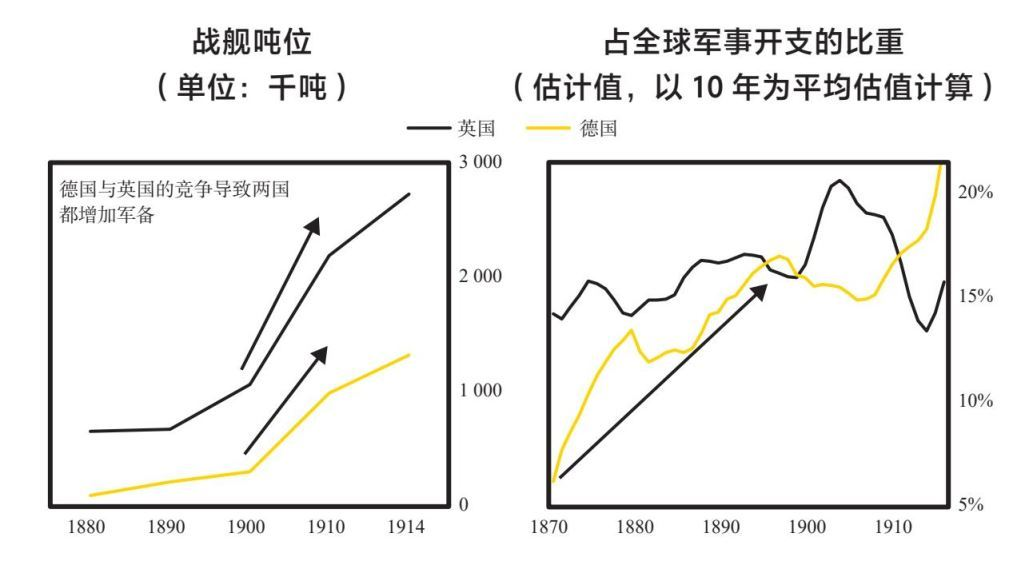 战舰吨位
（单位：千吨）
占全球军事开支的比重
（估计值，以 10 年为平均估值计算）
英国
德国
德国与英国的竞争导致两国
都增加军备
3 000
2 000
1 000
0
1880 1890 1900 1910 1914
20%
15%
10%
5%
1870 1880 1890 1900 1910